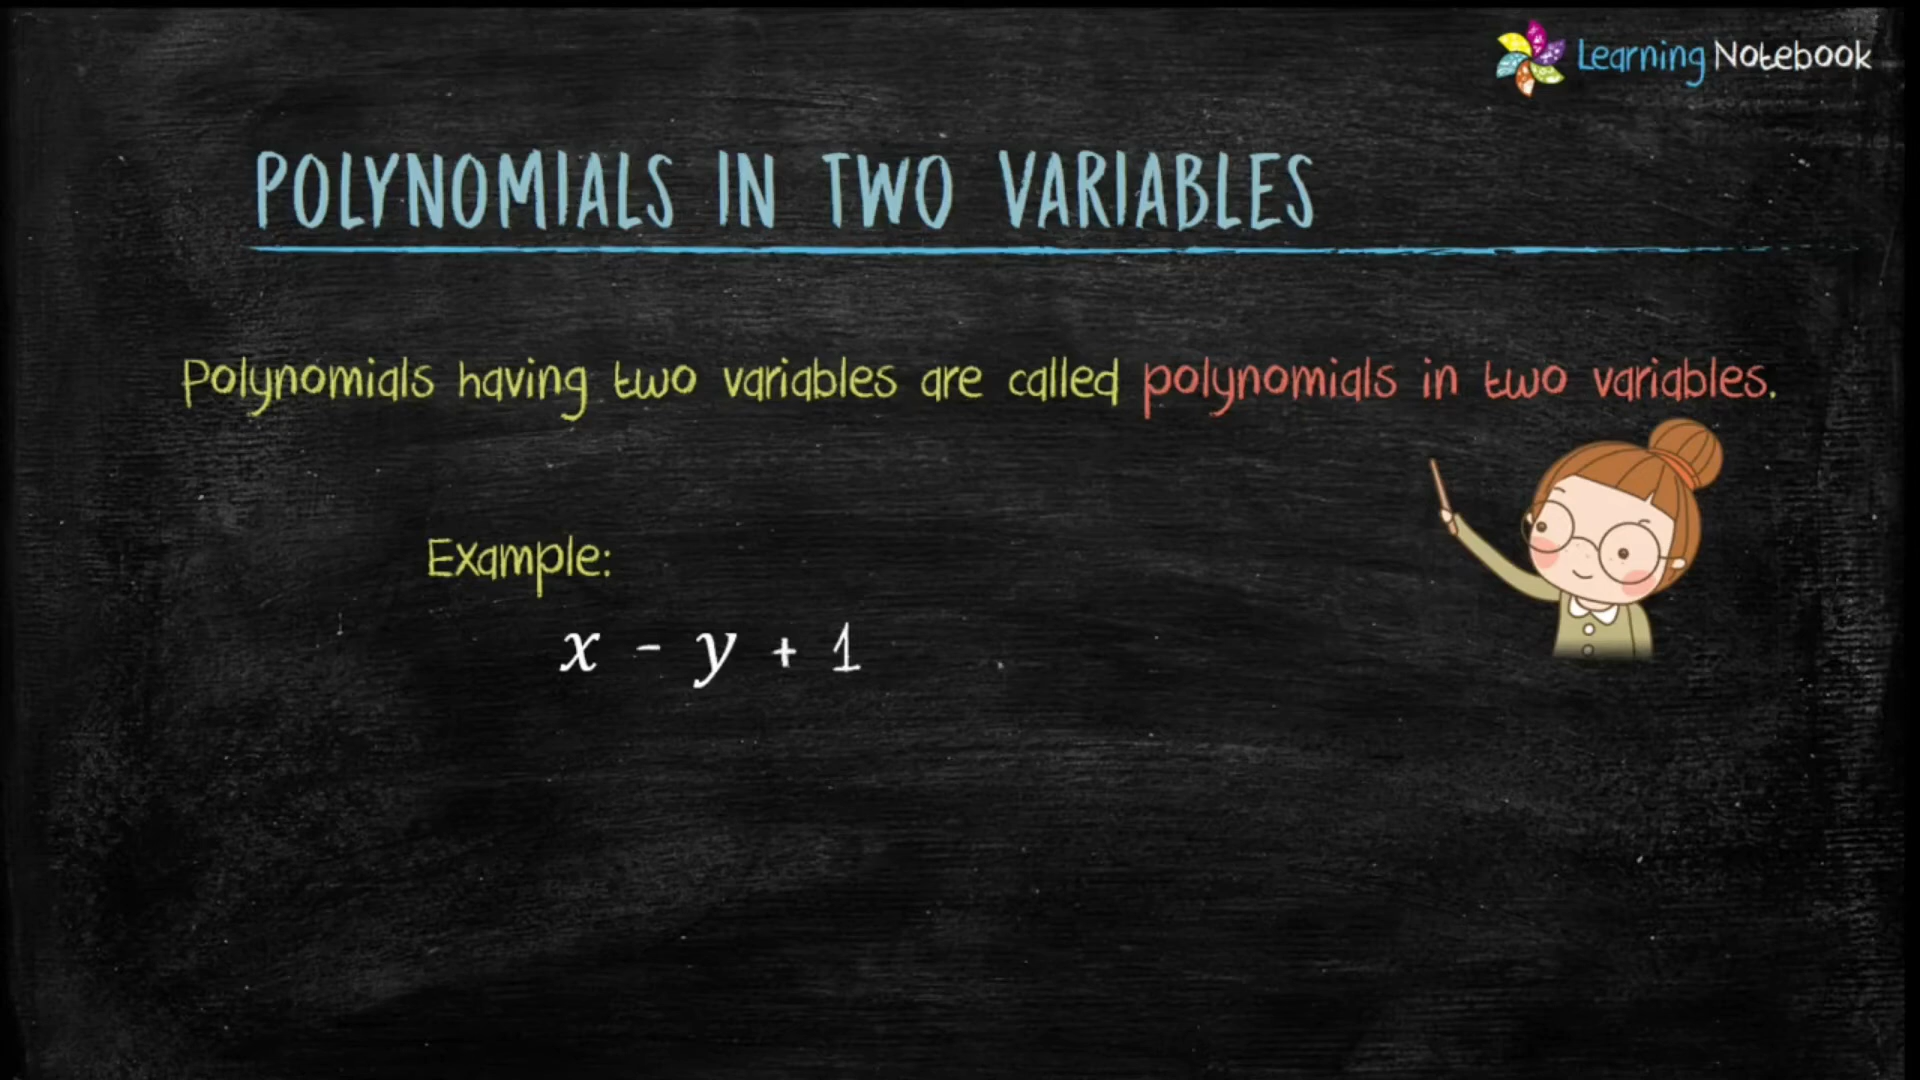 Learning Notebook
POLYNOMIALS IN TWO VARIABLES
Polynomials having two variables are called polynomials in two variables.
Example:
x - y + 1